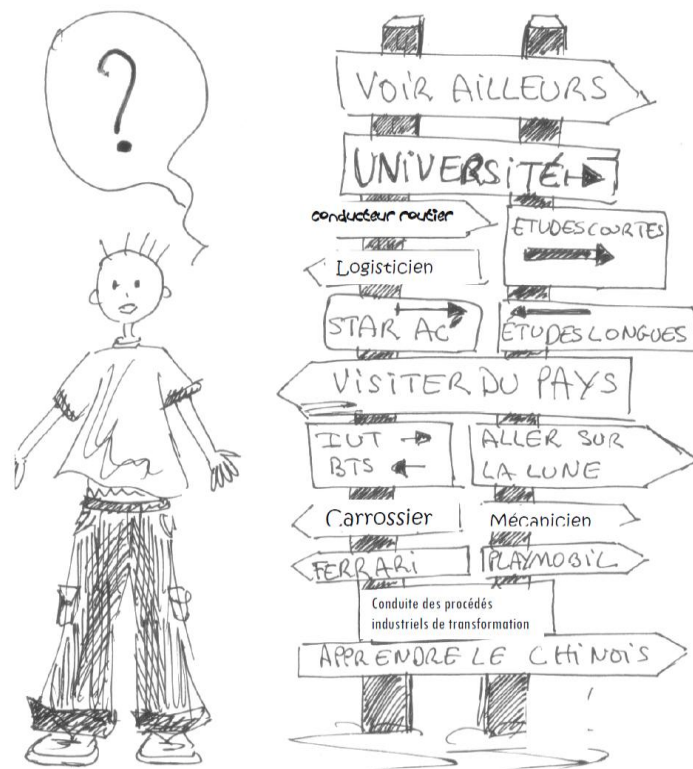 ?
VOIR AILLEURS
UNIVERSITÉ
conducteur routier
ETUDES COURTES
Logisticien
STAR AC'
ÉTUDES LONGUES
VISITER DU PAYS
IUT
BTS
ALLER SUR
LA LUNE
Carrossier
Mécanicien
FERRARI
PLAYMOBIL
Conduite des procédés
industriels de transformation
APPRENDRE LE CHINOIS